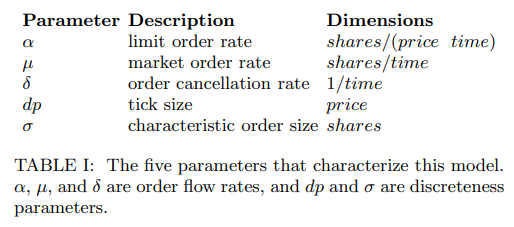 Parameter Description Dimensions
α limit order rate shares/(price time)
μ market order rate shares/time
δ order cancellation rate 1/time
dp tick size price
σ characteristic order size shares
TABLE I: The five parameters that characterize this model.
α, μ, and δ are order flow rates, and dp and σ are discreteness
parameters.